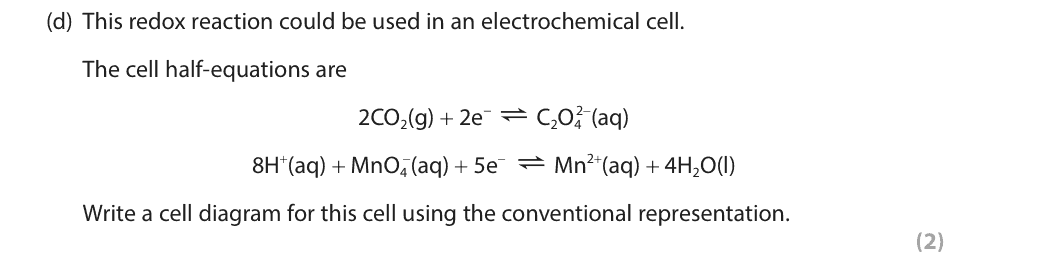 (d) This redox reaction could be used in an electrochemical cell.
The cell half-equations are
2CO₂(g) + 2e⁻ ⇌ C₂O₄²⁻(aq)
8H⁺(aq) + MnO₄⁻(aq) + 5e⁻ ⇌ Mn²⁺(aq) + 4H₂O(l)
Write a cell diagram for this cell using the conventional representation.
(2)